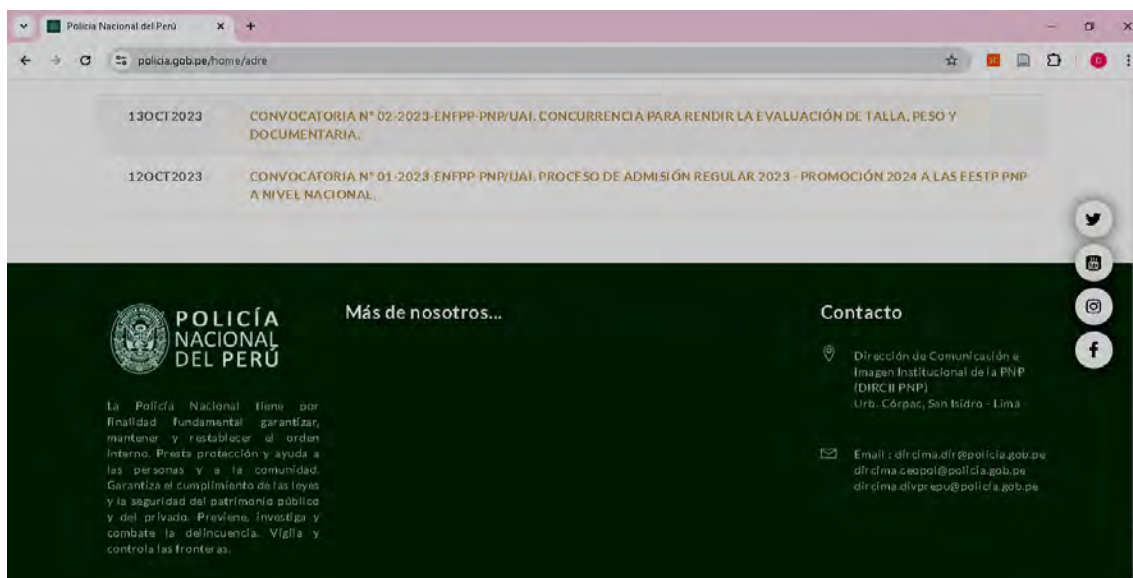 Policía Nacional del Perú
policia.gob.pe/home/adre
13OCT2023
CONVOCATORIA N° 02-2023-ENFPP-PNP/UAI. CONCURRENCIA PARA RENDIR LA EVALUACIÓN DE TALLA, PESO Y
DOCUMENTARIA.
12OCT2023
CONVOCATORIA N° 01-2023-ENFPP-PNP/UAI. PROCESO DE ADMISIÓN REGULAR 2023 - PROMOCIÓN 2024 A LAS EESTP PNP
A NIVEL NACIONAL.
POLICÍA
NACIONAL
DEL PERÚ
La Policía Nacional tiene por
finalidad fundamental garantizar,
mantener y restablecer el orden
interno. Presta protección y ayuda a
las personas y a la comunidad.
Garantiza el cumplimiento de las leyes
y la seguridad del patrimonio público
y del privado. Previene, investiga y
combate la delincuencia. Vigila y
controla las fronteras.
Más de nosotros...
Contacto
Dirección de Comunicación e
Imagen Institucional de la PNP
(DIRCII PNP)
Urb. Córpac, San Isidro - Lima
Email : dircima.dir@policia.gob.pe
dircima.ceopol@policia.gob.pe
dircima.divprepu@policia.gob.pe